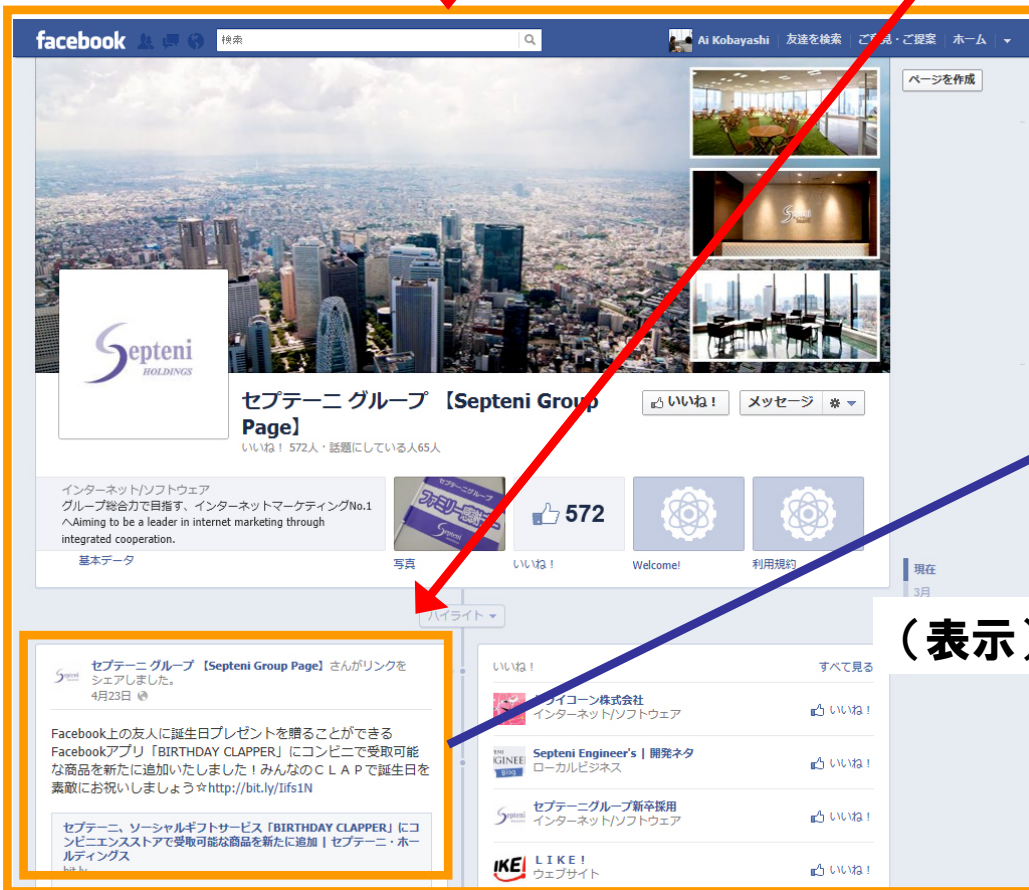 facebook
検索
Ai Kobayashi 友達を検索 ご意見・ご提案 ホーム
ページを作成
Septeni
Septeni
HOLDINGS
セプテーニ グループ 【Septeni Group
Page】
いいね！ 572人・話題にしている人65人
いいね！ メッセージ
インターネット/ソフトウェア
グループ総合力で目指す、インターネットマーケティングNo.1
へAiming to be a leader in internet marketing through
integrated cooperation.
基本データ
セプテーニグループ
Septeni
写真
572
いいね！
Welcome!
利用規約
現在
3月
ハイライト
（表示）
Septeni
セプテーニ グループ 【Septeni Group Page】 さんがリンクを
シェアしました。
4月23日
Facebook上の友人に誕生日プレゼントを贈ることができる
Facebookアプリ「BIRTHDAY CLAPPER」にコンビニで受取可能
な商品を新たに追加いたしました！みんなのＣＬＡＰで誕生日を
素敵にお祝いしましょう☆http://bit.ly/Iifs1N
セプテーニ、ソーシャルギフトサービス「BIRTHDAY CLAPPER」にコ
ンビニエンスストアで受取可能な商品を新たに追加 | セプテーニ・ホー
ルディングス
bit.ly
いいね！ すべて見る
ライコーン株式会社
インターネット/ソフトウェア
いいね！
Septeni Engineer's | 開発ネタ
ローカルビジネス
いいね！
Blog
セプテーニグループ新卒採用
インターネット/ソフトウェア
いいね！
Septeni
ＬＩＫＥ！
ウェブサイト
いいね！
IKE!